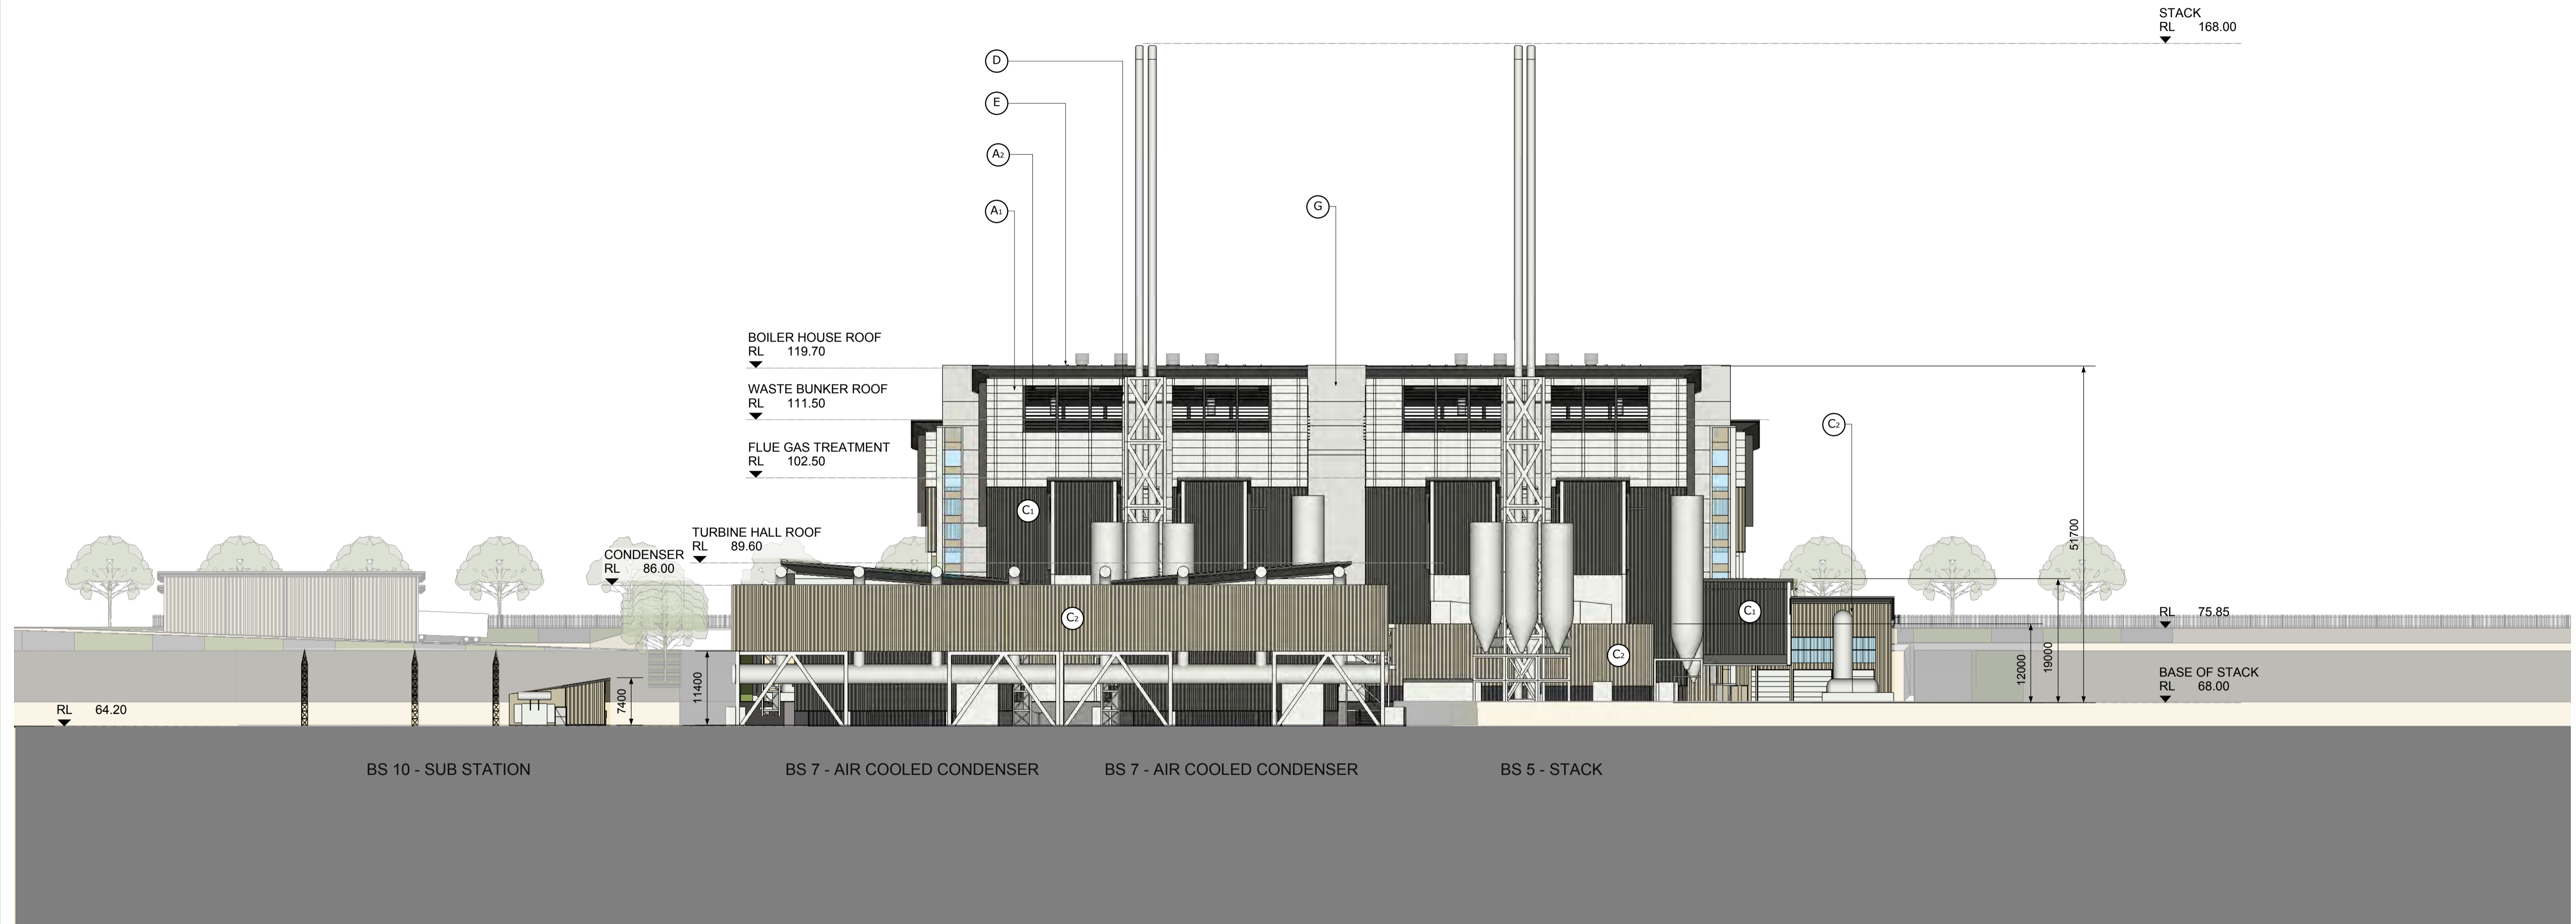 STACK
RL 168.00
D
E
A2
A1
G
BOILER HOUSE ROOF
RL 119.70
WASTE BUNKER ROOF
RL 111.50
FLUE GAS TREATMENT
RL 102.50
C2
C1
TURBINE HALL ROOF
RL 89.60
CONDENSER
RL 86.00
51700
C2
C1
RL 75.85
C2
12000
19000
BASE OF STACK
RL 68.00
7400
11400
RL 64.20
BS 10 - SUB STATION
BS 7 - AIR COOLED CONDENSER
BS 7 - AIR COOLED CONDENSER
BS 5 - STACK